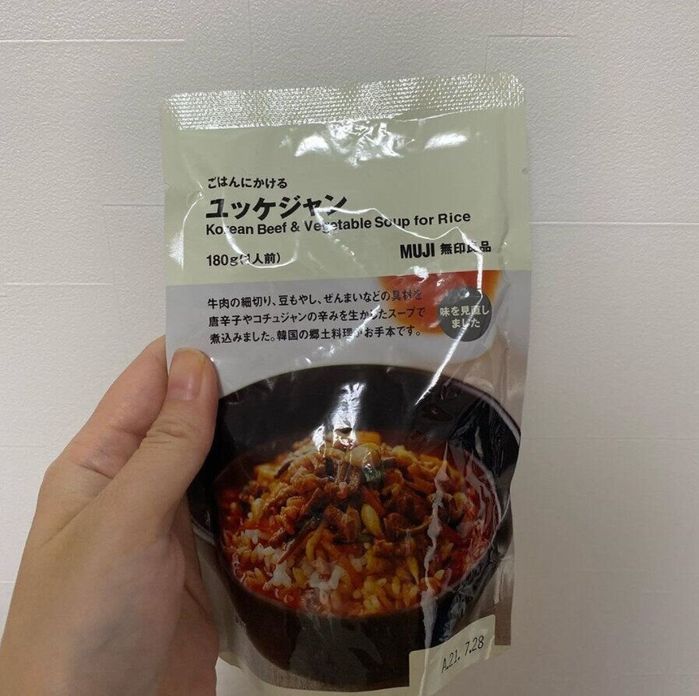 ごはんにかける
ユッケジャン
Korean Beef & Vegetable Soup for Rice
180g(1人前)
MUJI 無印良品
牛肉の細切り、豆もやし、ぜんまいなどの具材を
唐辛子やコチュジャンの辛みを生かしたスープで
煮込みました。韓国の郷土料理がお手本です。
味を見直し
ました
A21. 7.28